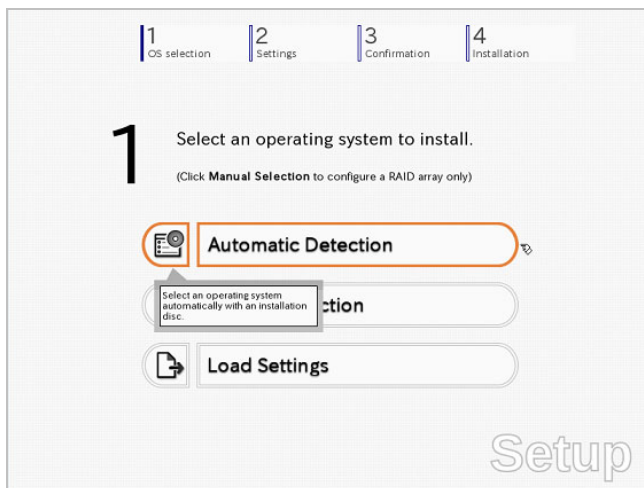 1
OS selection
2
Settings
3
Confirmation
4
Installation
1
Select an operating system to install.
(Click Manual Selection to configure a RAID array only)
Automatic Detection
Select an operating system
automatically with an installation
disc.
ction
Load Settings
Setup